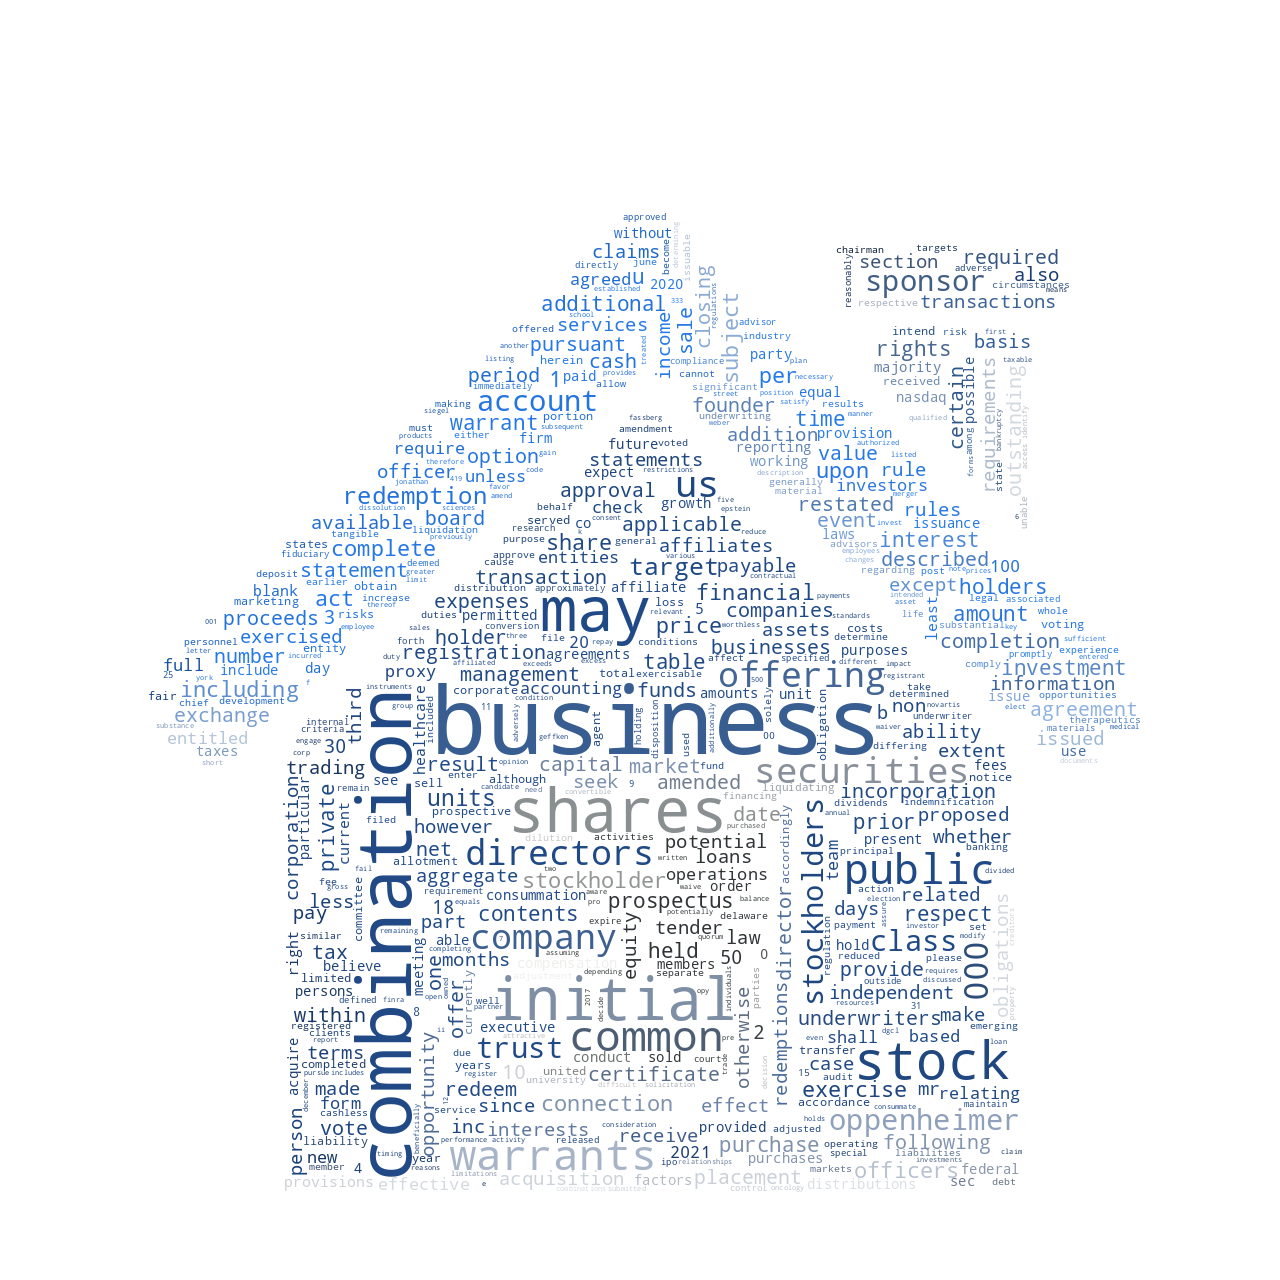 approved
without
claims
directly june
agreed u 2020
become
determining
issuable
established
additional 333
school
offered services
another pursuant
listing herein cash
provides
treated
period 1 paid allow
immediately
income sale
closing
regulations
subject
compliance
cannot
advisor
industry
party plan
per necessary
significant
street position satisfy
equal
results
making account
siegel
warrant portion
subsequent
must
products either firm
gain
require option
therefore
officer 419 unless code
jonathan favor
amend
redemption
dissolution sciences
available board
tangible liquidation
previously
states complete
fiduciary
deposit statement deemed
greater
limit
earlier obtain
blank act increase
marketing thereof
001 proceeds 3 risks
employee
personnel exercised
letter number entity
incurred
full include day
25 york f
fair including
chief development
exchange
substance
entitled
taxes
short
chairman targets
section required
adverse also
sponsor circumstances
means
reasonably
respective transactions
intend risk first .
rights basis
majority
received
nasdaq
qualified
certain
possible
among
forms
requirements
state
bankruptcy
taxable
outstanding
access identify
unable
6
founder
underwriting
weber
time manner
addition provision
authorized
reporting value
working upon rule
listed
description
generally
material
investors
merger
restated
event invest rules
issuance
laws
advisors interest
employees
changes
described 100
regarding post note prices
except holders
intended
asset legal associated
life least amount whole
substantial key voting
completion sufficient
experience
promptly entered
comply investment
registrant
information
take
determined novartis
issue opportunities
elect agreement medical
therapeutics
materials
issued use
documents
fassberg
amendment
future voted
statements
expect restrictions
approval us
growth five
epstein
behalf check
served co consent
research applicable reduce
purpose share general
affiliates
approve entities various
cause target payable
transaction contractual
distribution approximately affiliate financial
expenses may loss
relevant 5 companies
duties permitted standards
price worthless assets costs
determine
sales holder three file 20 repay conditions
forth registration agreements businesses purposes
duty affiliated exceeds excess table affect specified different impact
proxy management total exercisable offering
instruments corporate accounting funds amounts 500 unit
group 11 condition
included
healthcare
business
adversely
geffken
agent
holding
disposition
used
additionally
solely
00
obligation
b non underwriter
waiver ability
differing extent
third
internal
criteria
engage 30
corp trading
see
remain
result opinion capital market fund
securities fees
notice
sell enter although seek 9 amended
candidate need convertible liquidating
financing
units shares date
purchased
incorporation
dividends indemnification
annual
prospective
filed however
dilution activities potential
prior proposed
present whether
banking
net directors written loans
allotment two
principal
aggregate stockholder operations
accordingly
team public divided
corporation
particular
private
current
combination
fail
fee gross
less
committee
pay
requirement consummation aware waive order
18 equals pro prospectus balance
action related
election
days assure respect
payment investor set
part contents expire potentially delaware
remaining
similar
right
tax
believe
able company
completing 7 assuming
equity tender law
quorum
held 50 0
stockholders
regulation
hold class modify
reduced please
provide requires
discussed
outside
obligations
creditors
property
limited
persons
meeting
one months
compensation
adjustment
depending members
separate
director
redemptions
independent
resources 31
000
defined finra open
owned
within 8
registered
clients
report
initial
well
partner
2017
decide
opy
individuals
parties
otherwise
underwriters make
emerging
even dgcl shall based loan
offer
currently
executive
attractive
common pre
2
transfer stock
case
15 audit
terms
completed
pursue includes
ii
due trust conduct sold court
trade
years
register 10 united certificate
university difficult solicitation
decision
exercise mr relating
acquire
december
made
form
cashless
opportunity
redeem
12
accordance consummate maintain
service since connection effect holds oppenheimer
person
vote
liability
beneficially
inc interests consideration
receive provided adjusted
performance activity released
purchase operating following
new
member 4
timing
year
reasons
warrants 2021
limitations ipo relationships purchases
special liabilities claim
investments
markets officers federal
provisions effective e acquisition factors placement
combinations submitted control oncology distributions sec debt